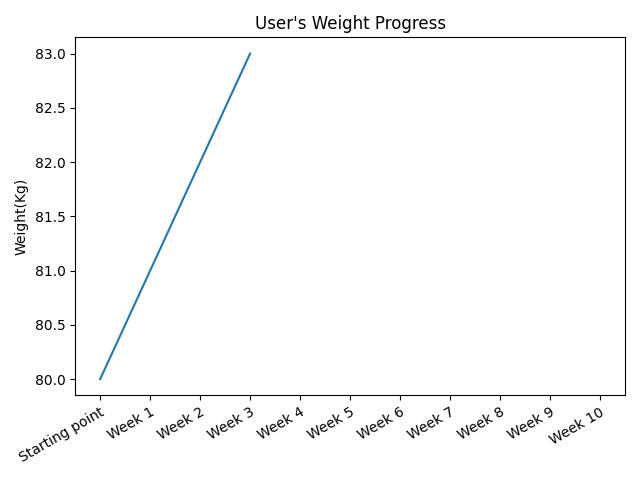 User's Weight Progress
Weight(Kg)
83.0
82.5
82.0
81.5
81.0
80.5
80.0
Starting point
Week 1
Week 2
Week 3
Week 4
Week 5
Week 6
Week 7
Week 8
Week 9
Week 10